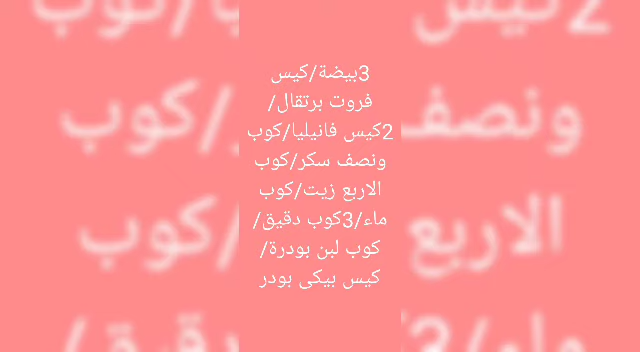 3بيضة/كيس
فروت برتقال/
2كيس فانيليا/كوب
ونصف سكر/كوب
الاربع زيت/كوب
ماء/3كوب دقيق/
كوب لبن بودرة/
كيس بيكى بودر